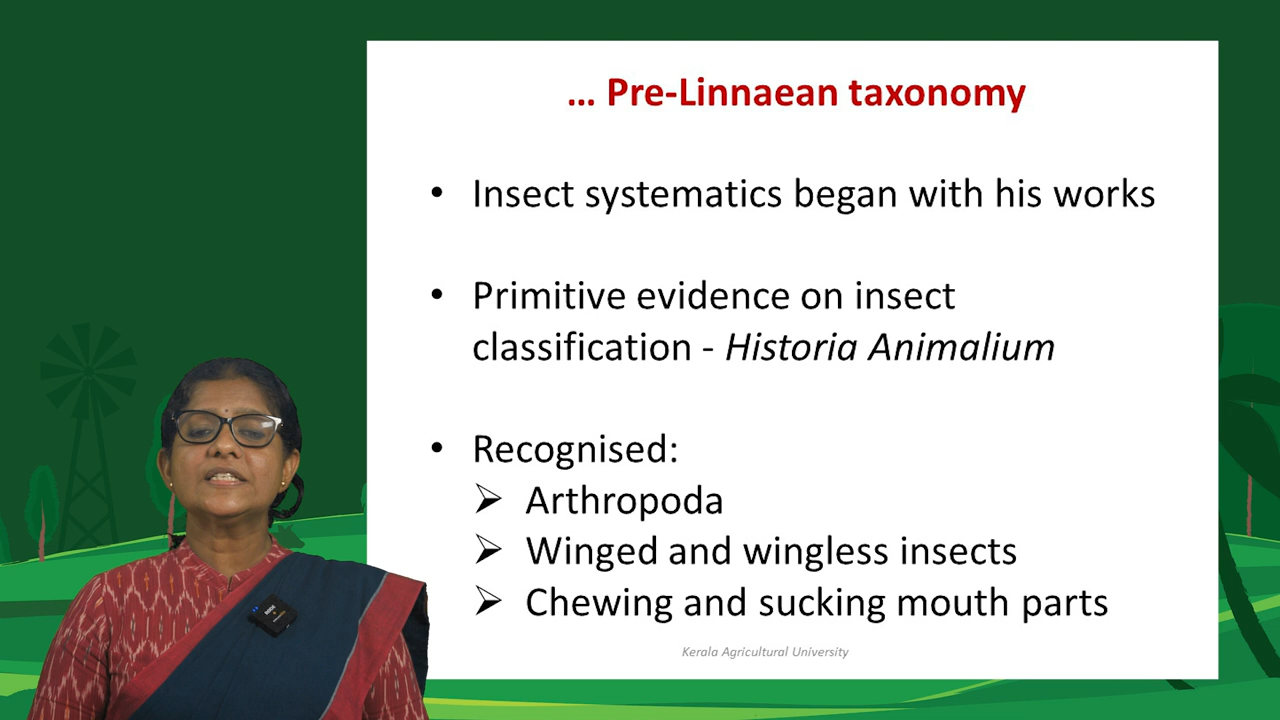 ... Pre-Linnaean taxonomy
• Insect systematics began with his works
• Primitive evidence on insect
classification - Historia Animalium
• Recognised:
➢ Arthropoda
➢ Winged and wingless insects
➢ Chewing and sucking mouth parts
Kerala Agricultural University